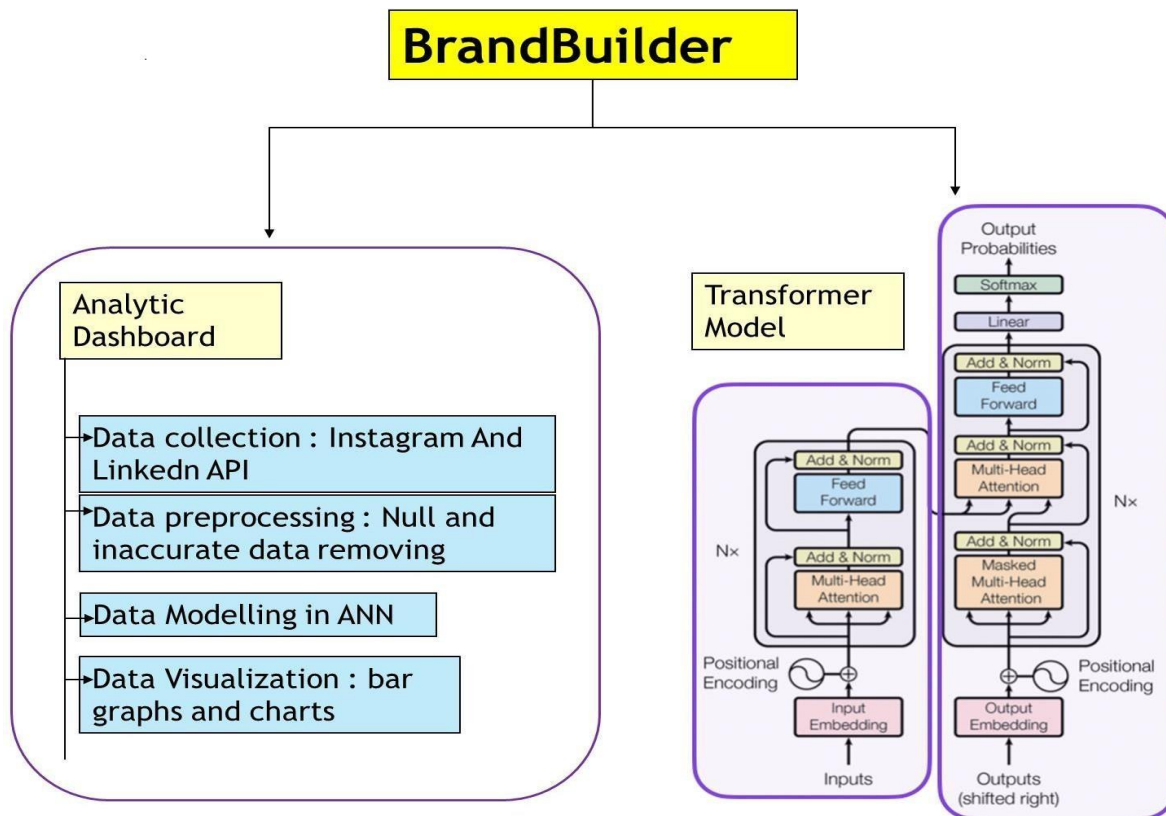 BrandBuilder
Analytic
Dashboard
Data collection : Instagram And
Linkedn API
Data preprocessing : Null and
inaccurate data removing
Data Modelling in ANN
Data Visualization : bar
graphs and charts
Transformer
Model
Add & Norm
Feed
Forward
Nx
Add & Norm
Multi-Head
Attention
Positional
Encoding
Input
Embedding
Inputs
Output
Probabilities
Softmax
Linear
Add & Norm
Feed
Forward
Add & Norm
Multi-Head
Attention
Nx
Add & Norm
Masked
Multi-Head
Attention
Positional
Encoding
Output
Embedding
Outputs
(shifted right)